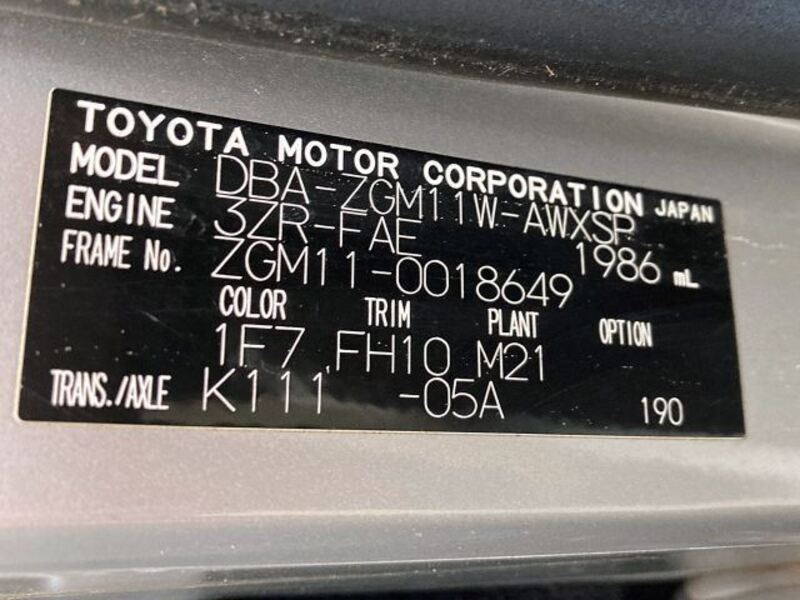 TOYOTA MOTOR CORPORATION JAPAN
MODEL DBA-ZGM11W-AWXSP
ENGINE 3ZR-FAE 1986 mL
FRAME No. ZGM11-0018649
COLOR TRIM PLANT OPTION
1F7 FH10 M21
TRANS./AXLE K111 -05A 190